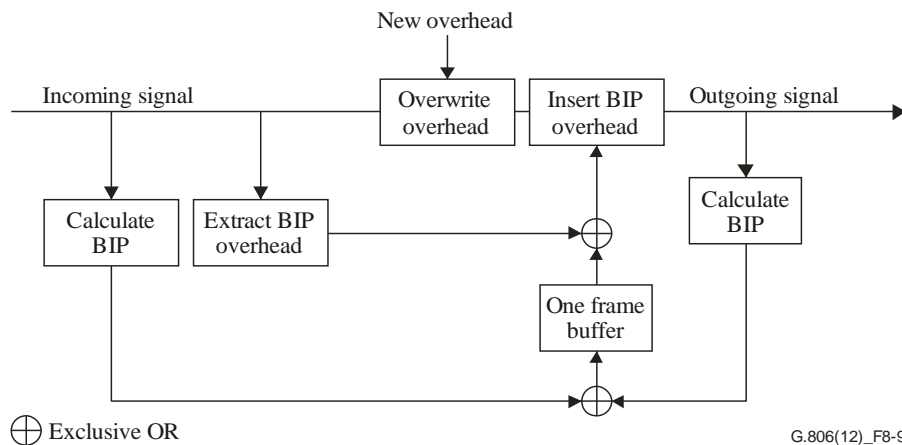 New overhead
Incoming signal
Overwrite
overhead
Insert BIP
overhead
Outgoing signal
Calculate
BIP
Extract BIP
overhead
Calculate
BIP
One frame
buffer
Exclusive OR
G.806(12)_F8-9